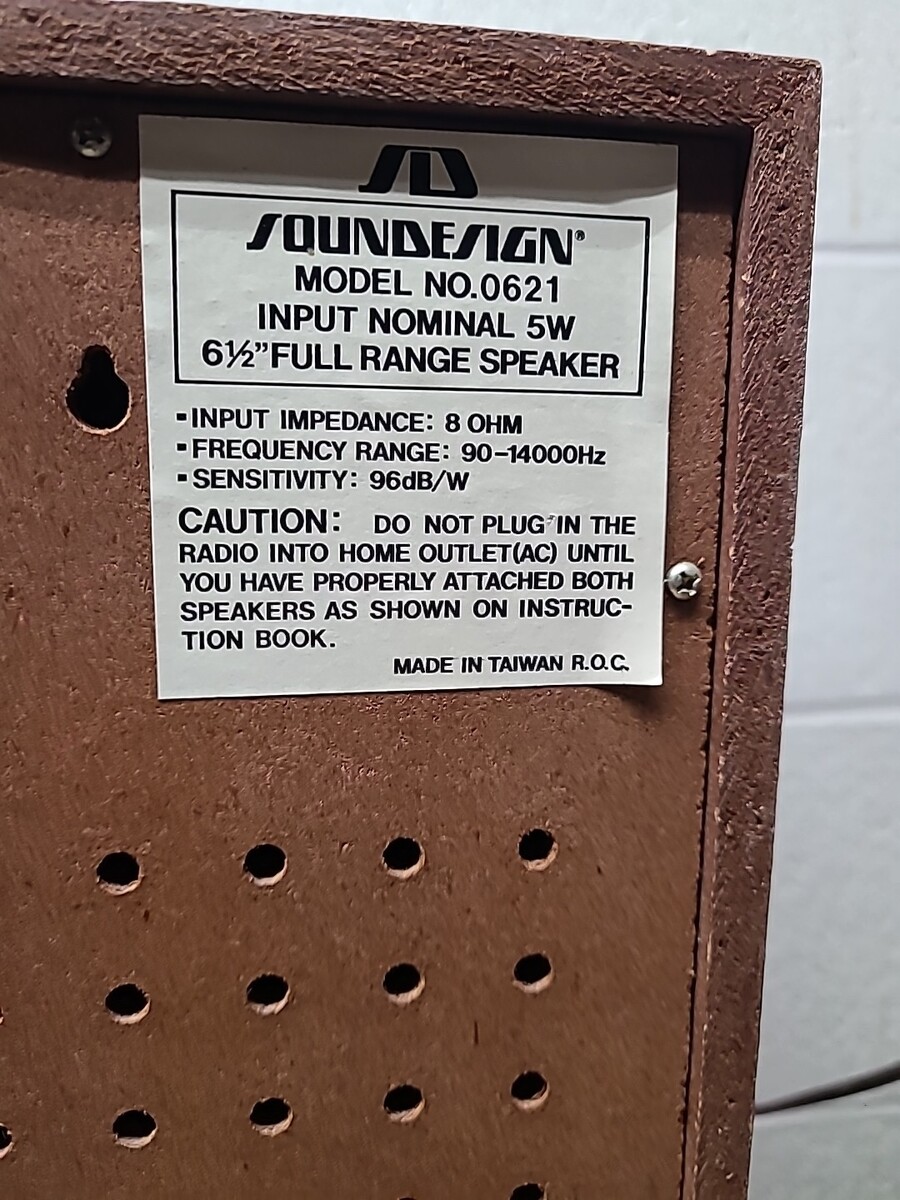 SD
SOUNDESIGN®
MODEL NO.0621
INPUT NOMINAL 5W
6½"FULL RANGE SPEAKER
▪INPUT IMPEDANCE: 8 OHM
▪FREQUENCY RANGE: 90-14000Hz
▪SENSITIVITY: 96dB/W
CAUTION: DO NOT PLUG IN THE
RADIO INTO HOME OUTLET(AC) UNTIL
YOU HAVE PROPERLY ATTACHED BOTH
SPEAKERS AS SHOWN ON INSTRUC-
TION BOOK.
MADE IN TAIWAN R.O.C.